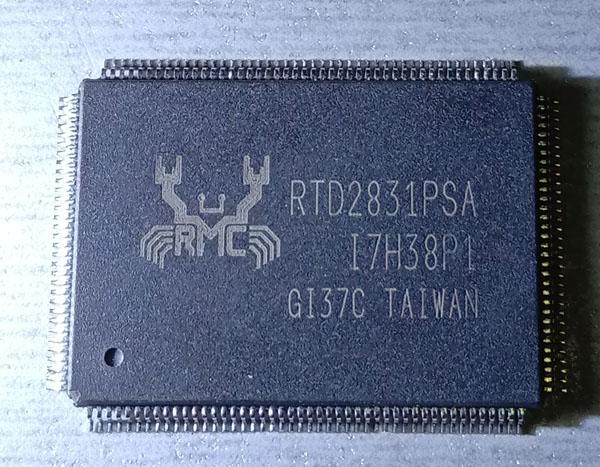 RMC
RTD2831PSA
I7H38P1
GI37C TAIWAN